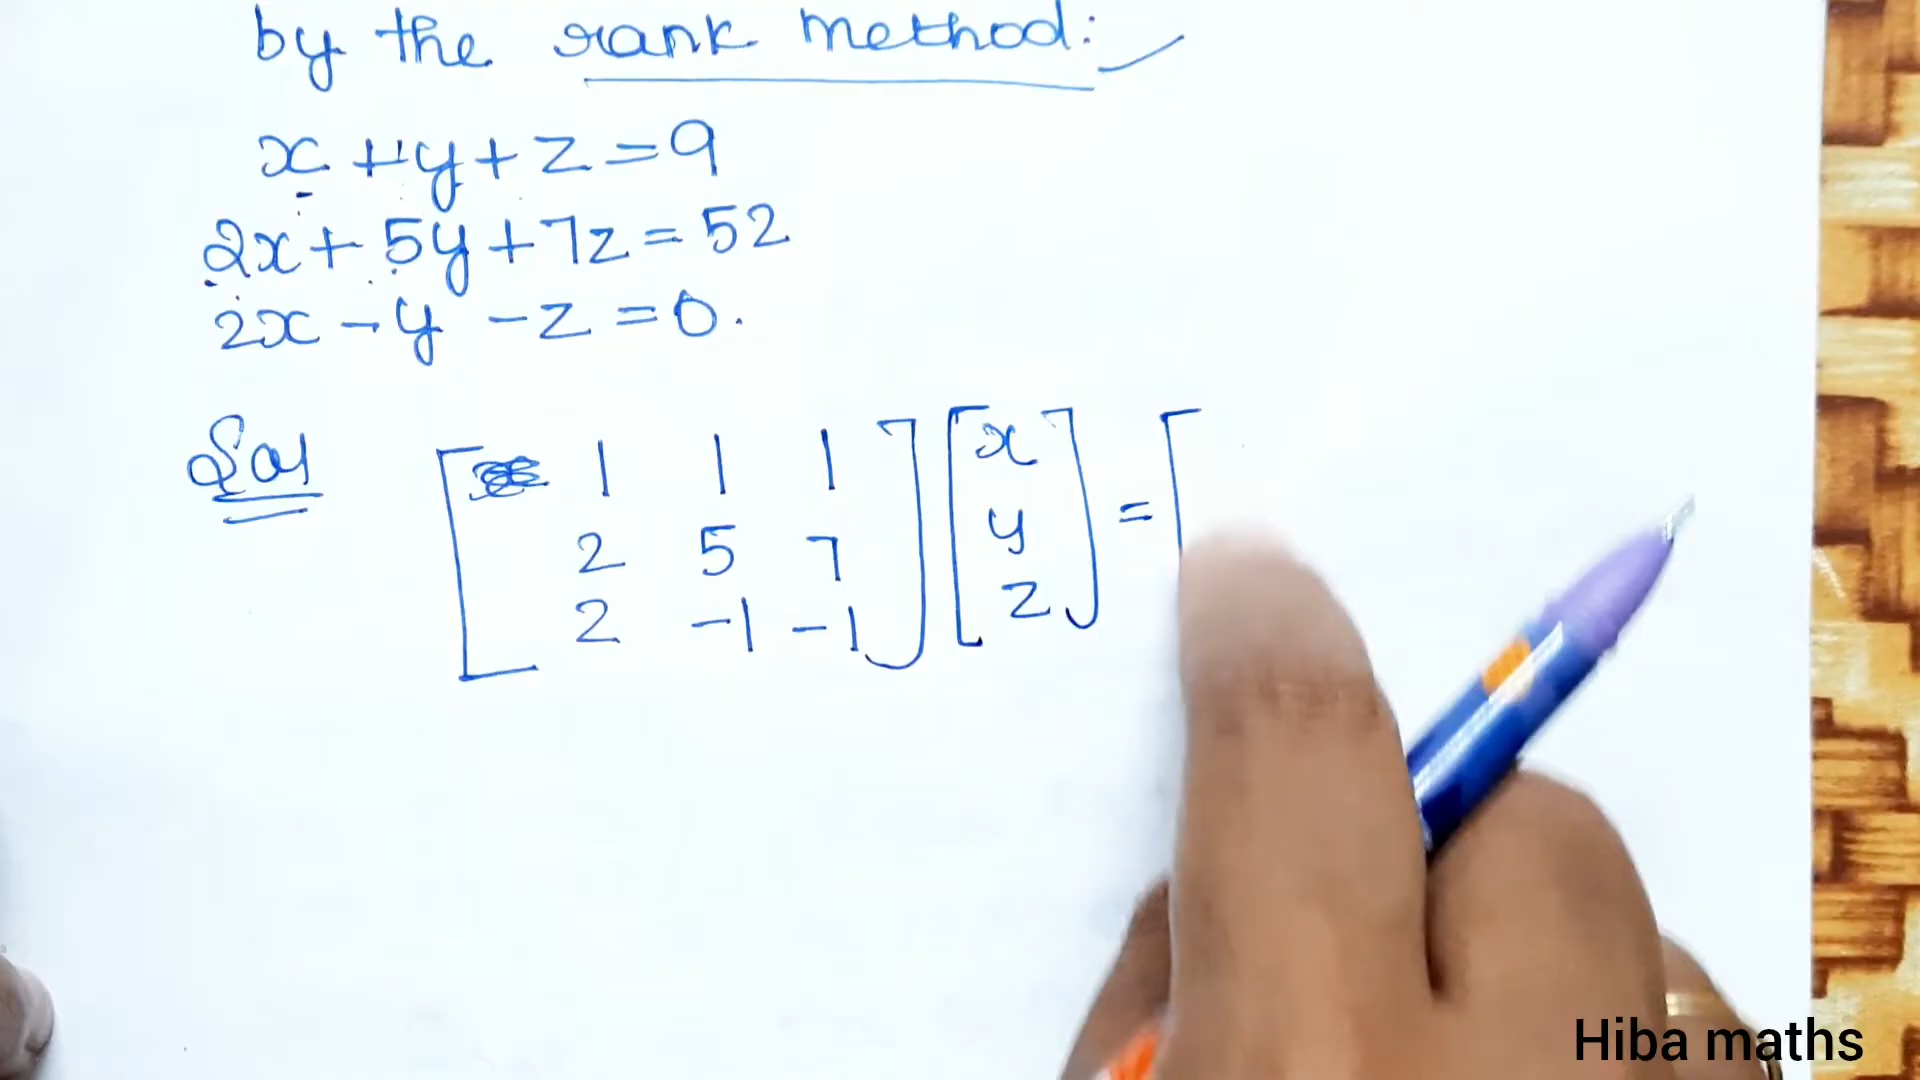 by the rank method:
x + y + z = 9
2x + 5y + 7z = 52
2x - y - z = 0.
Sol
[ 1 1 1 ] [ x ] = [
2 5 7 y
2 -1 -1 z
Hiba maths